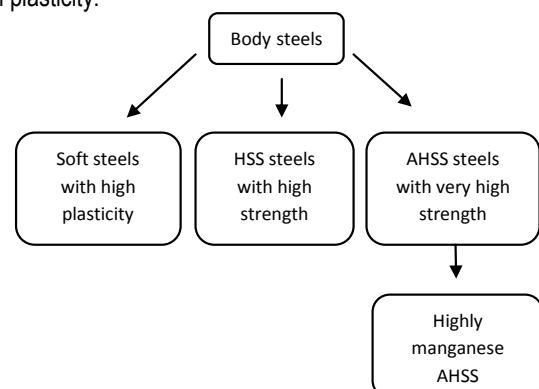 plasticity.
Body steels
Soft steels
with high
plasticity
HSS steels
with high
strength
AHSS steels
with very high
strength
Highly
manganese
AHSS